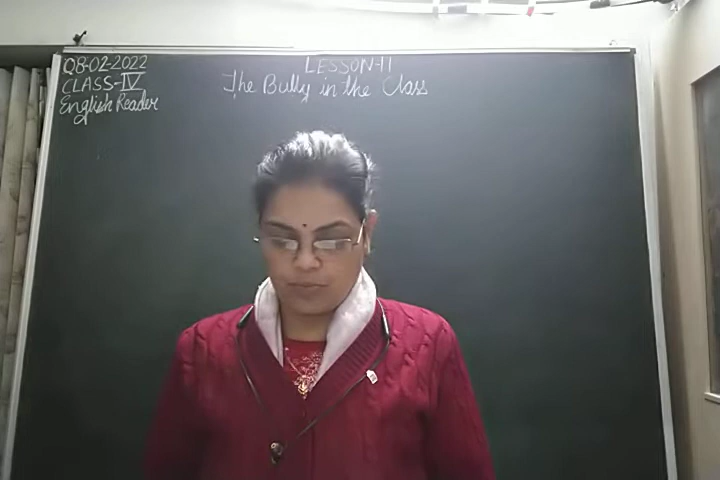 08-02-2022
CLASS-IV
English Reader
LESSON-11
The Bully in the Class